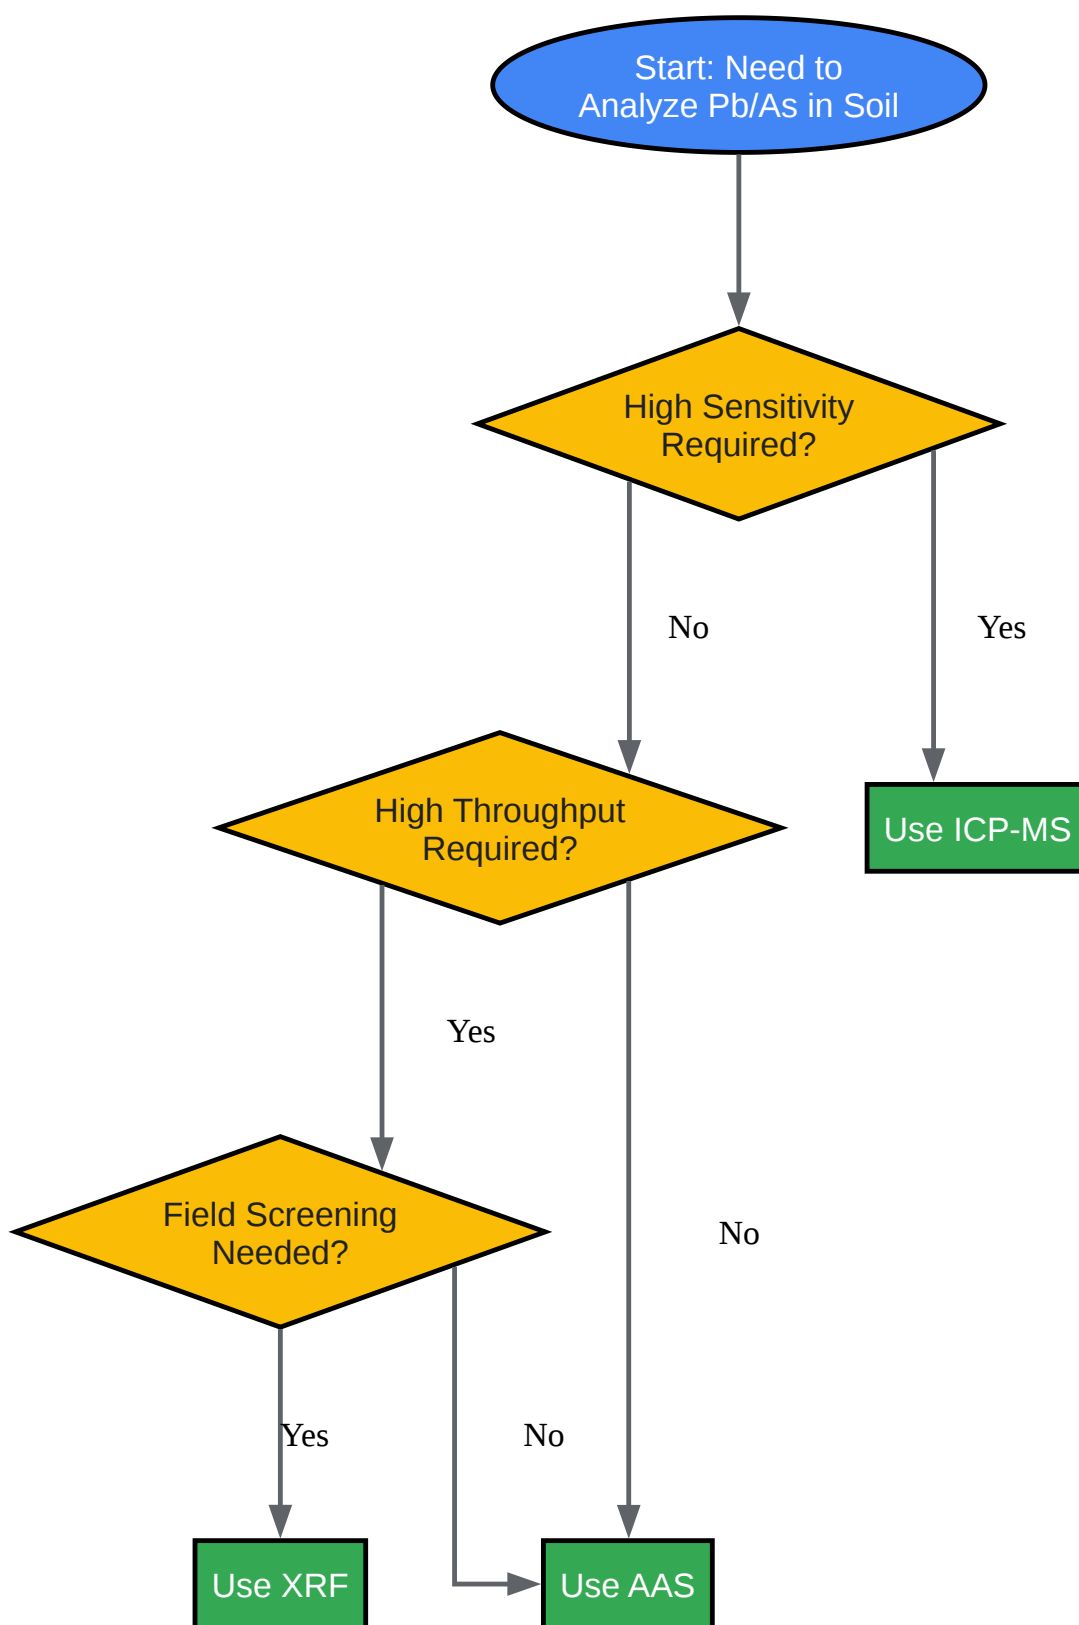 Start: Need to
Analyze Pb/As in Soil
High Sensitivity
Required?
No
Yes
High Throughput
Required?
Use ICP-MS
Yes
Field Screening
Needed?
No
Yes
No
Use XRF
Use AAS